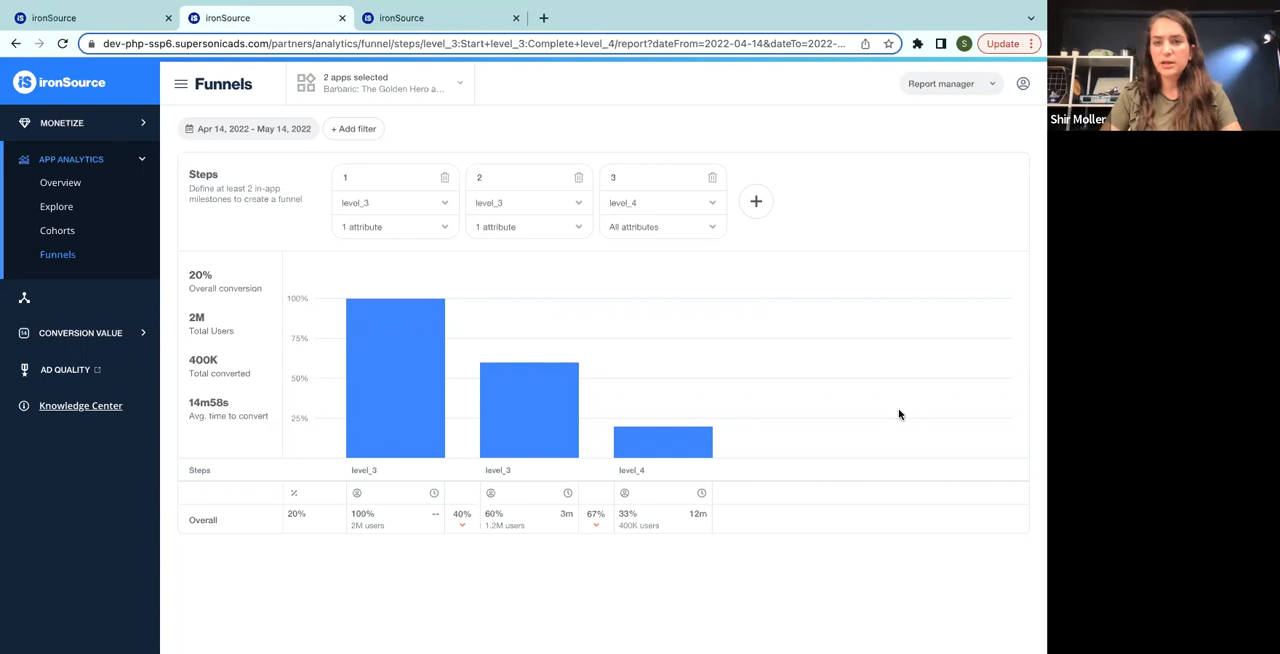 ironSource
ironSource
ironSource
dev-php-ssp6.supersonicads.com/partners/analytics/funnel/steps/level_3:Start+level_3:Complete+level_4/report?dateFrom=2022-04-14&dateTo=2022-...
S
Update
iS ironSource
MONETIZE
APP ANALYTICS
Overview
Explore
Cohorts
Funnels
CONVERSION VALUE
AD QUALITY
Knowledge Center
Funnels
2 apps selected
Barbaric: The Golden Hero a...
Report manager
Apr 14, 2022 - May 14, 2022
+ Add filter
Steps
Define at least 2 in-app
milestones to create a funnel
1
level_3
1 attribute
2
level_3
1 attribute
3
level_4
All attributes
20%
Overall conversion
2M
Total Users
400K
Total converted
14m58s
Avg. time to convert
100%
75%
50%
25%
Steps
level_3
level_3
level_4
%
Overall
20%
100%
2M users
--
40%
60%
1.2M users
3m
67%
33%
400K users
12m
Shir Moller